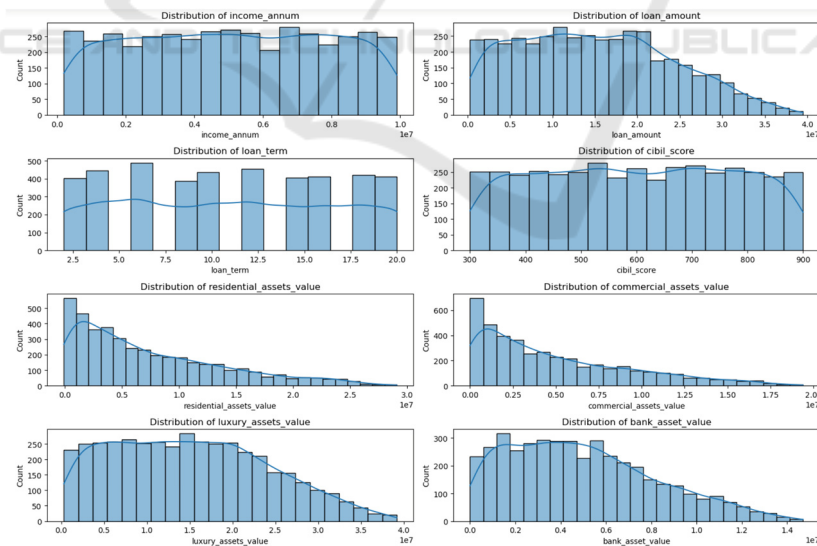 Distribution of income_annum
Count
250
200
150
100
50
0
0.0 0.2 0.4 0.6 0.8 1.0
1e7
income_annum
Distribution of loan_amount
Count
250
200
150
100
50
0
0.0 0.5 1.0 1.5 2.0 2.5 3.0 3.5 4.0
1e7
loan_amount
Distribution of loan_term
Count
500
400
300
200
100
0
2.5 5.0 7.5 10.0 12.5 15.0 17.5 20.0
loan_term
Distribution of cibil_score
Count
250
200
150
100
50
0
300 400 500 600 700 800 900
cibil_score
Distribution of residential_assets_value
Count
500
400
300
200
100
0
0.0 0.5 1.0 1.5 2.0 2.5 3.0
1e7
residential_assets_value
Distribution of commercial_assets_value
Count
600
400
200
0
0.00 0.25 0.50 0.75 1.00 1.25 1.50 1.75 2.00
1e7
commercial_assets_value
Distribution of luxury_assets_value
Count
250
200
150
100
50
0
0.0 0.5 1.0 1.5 2.0 2.5 3.0 3.5 4.0
1e7
luxury_assets_value
Distribution of bank_asset_value
Count
300
200
100
0
0.0 0.2 0.4 0.6 0.8 1.0 1.2 1.4
1e7
bank_asset_value